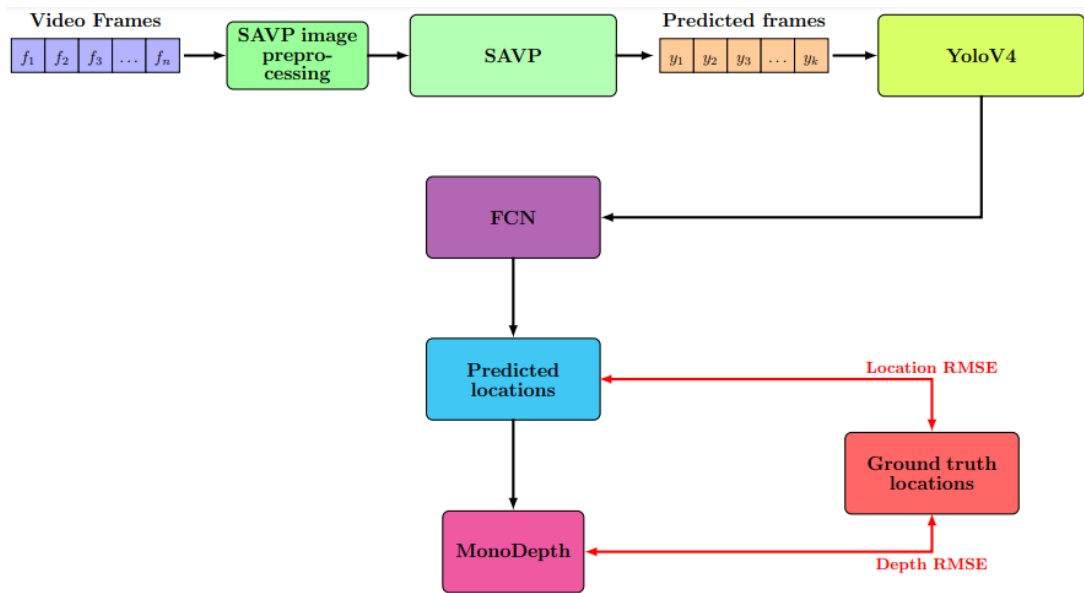 Video Frames
f₁ f₂ f₃ … fₙ
SAVP image
prepro-
cessing
SAVP
Predicted frames
y₁ y₂ y₃ … yₖ
YoloV4
FCN
Predicted
locations
Location RMSE
Ground truth
locations
MonoDepth
Depth RMSE